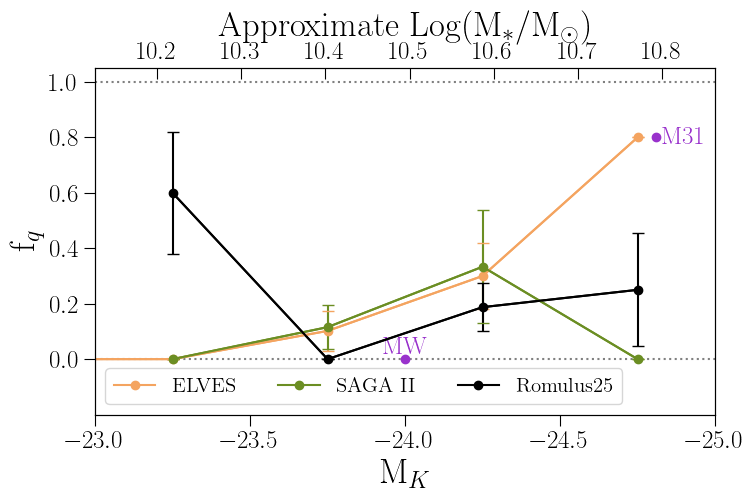 Approximate Log(M*/M☉)
10.2 10.3 10.4 10.5 10.6 10.7 10.8
1.0
0.8
0.6
0.4
0.2
0.0
f_q
M31
MW
ELVES SAGA II Romulus25
−23.0 −23.5 −24.0 −24.5 −25.0
M_K